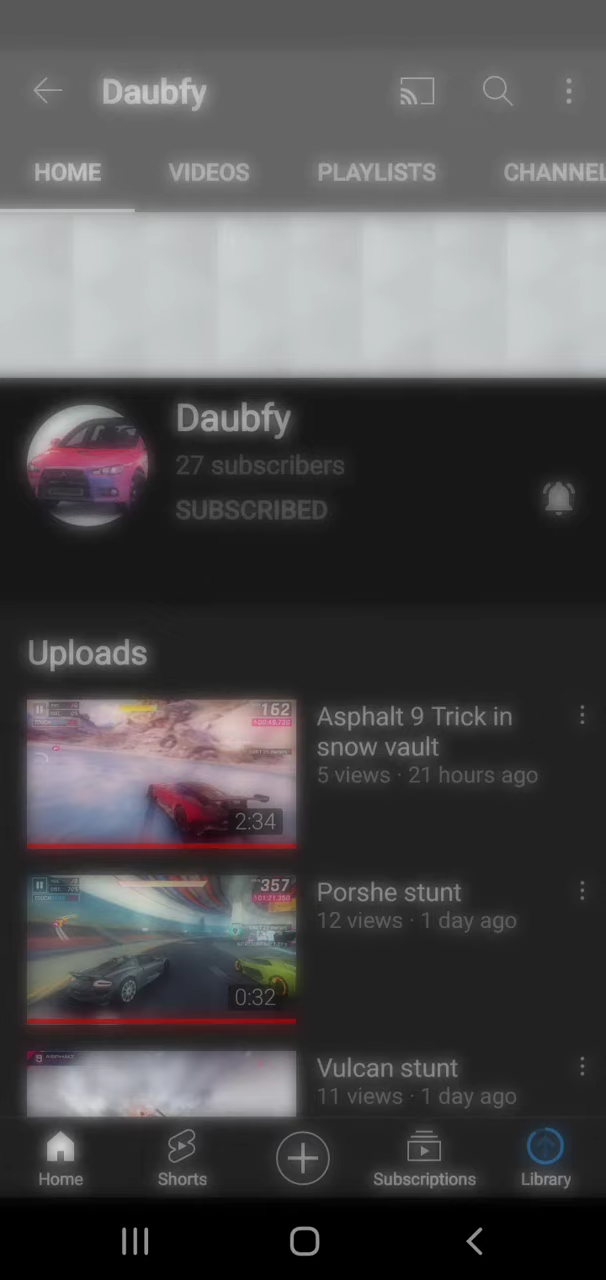 Daubfy
HOME VIDEOS PLAYLISTS CHANNEL
Daubfy
27 subscribers
SUBSCRIBED
Uploads
162
Asphalt 9 Trick in
snow vault
5 views · 21 hours ago
2:34
357
Porshe stunt
12 views · 1 day ago
0:32
Vulcan stunt
11 views · 1 day ago
Home Shorts Subscriptions Library